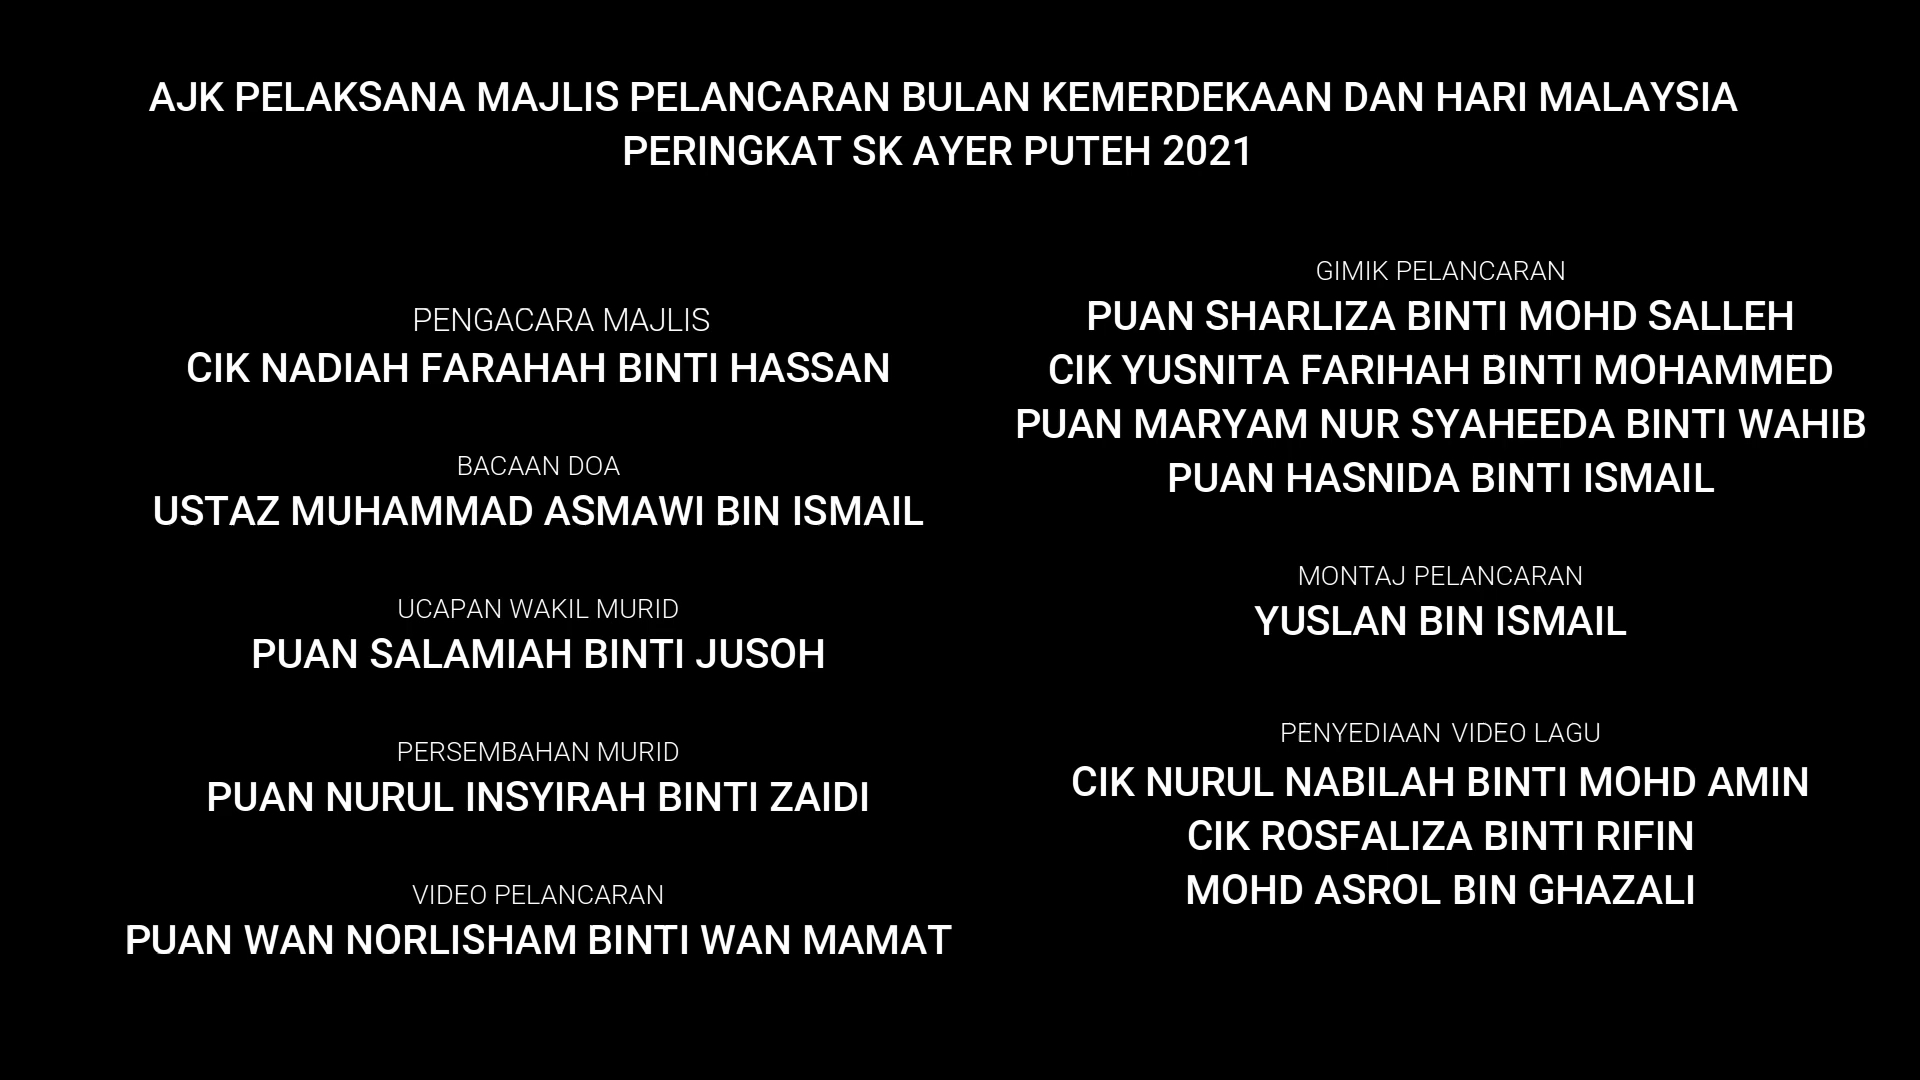 AJK PELAKSANA MAJLIS PELANCARAN BULAN KEMERDEKAAN DAN HARI MALAYSIA
PERINGKAT SK AYER PUTEH 2021
PENGACARA MAJLIS
CIK NADIAH FARAHAH BINTI HASSAN
BACAAN DOA
USTAZ MUHAMMAD ASMAWI BIN ISMAIL
UCAPAN WAKIL MURID
PUAN SALAMIAH BINTI JUSOH
PERSEMBAHAN MURID
PUAN NURUL INSYIRAH BINTI ZAIDI
VIDEO PELANCARAN
PUAN WAN NORLISHAM BINTI WAN MAMAT
GIMIK PELANCARAN
PUAN SHARLIZA BINTI MOHD SALLEH
CIK YUSNITA FARIHAH BINTI MOHAMMED
PUAN MARYAM NUR SYAHEEDA BINTI WAHIB
PUAN HASNIDA BINTI ISMAIL
MONTAJ PELANCARAN
YUSLAN BIN ISMAIL
PENYEDIAAN VIDEO LAGU
CIK NURUL NABILAH BINTI MOHD AMIN
CIK ROSFALIZA BINTI RIFIN
MOHD ASROL BIN GHAZALI